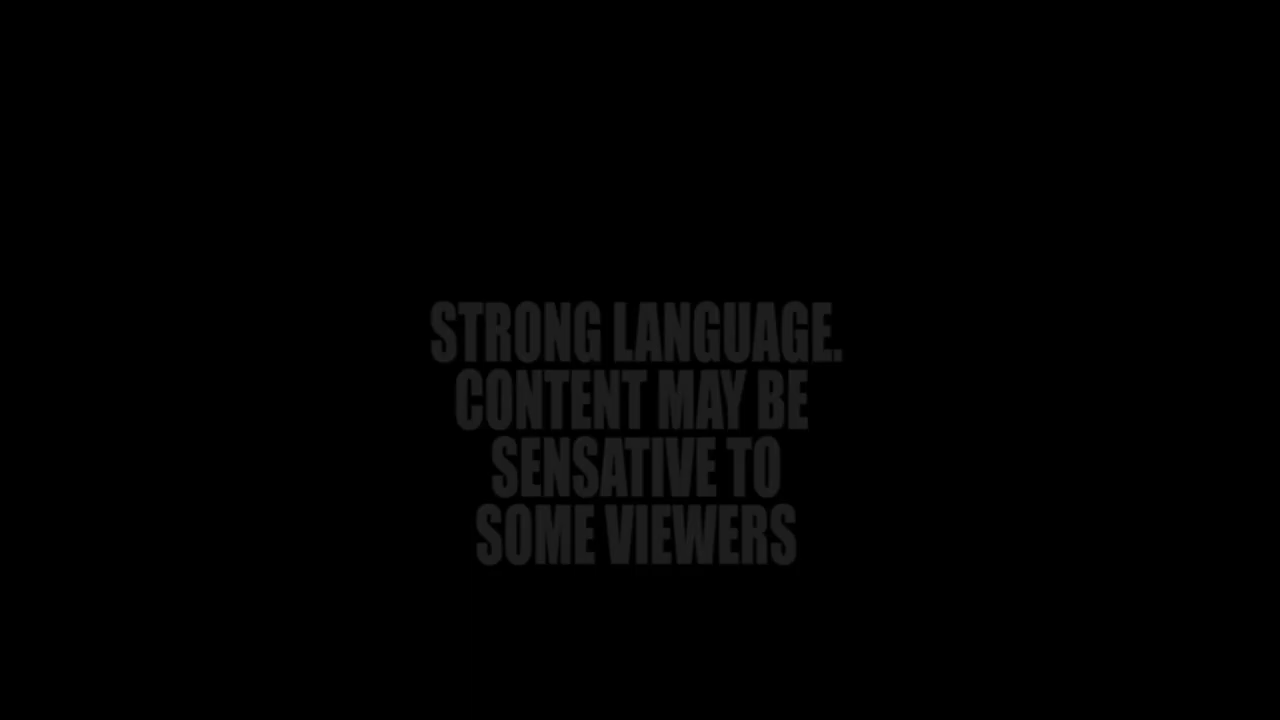 STRONG LANGUAGE.
CONTENT MAY BE
SENSATIVE TO
SOME VIEWERS